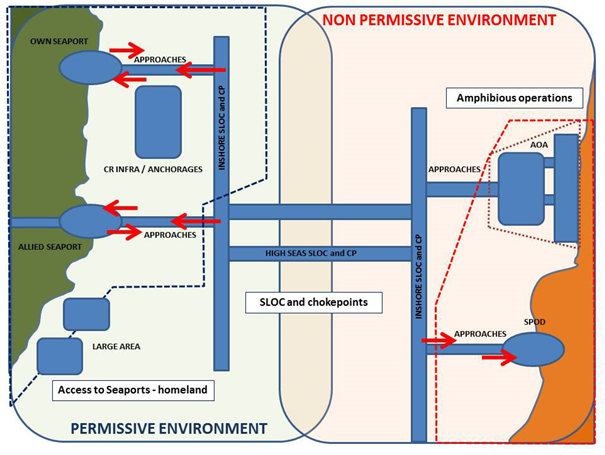 NON PERMISSIVE ENVIRONMENT
OWN SEAPORT
APPROACHES
INSHORE SLOC and CP
CR INFRA / ANCHORAGES
Amphibious operations
AOA
APPROACHES
APPROACHES
ALLIED SEAPORT
HIGH SEAS SLOC and CP
INSHORE SLOC and CP
SLOC and chokepoints
SPOD
APPROACHES
LARGE AREA
Access to Seaports - homeland
PERMISSIVE ENVIRONMENT